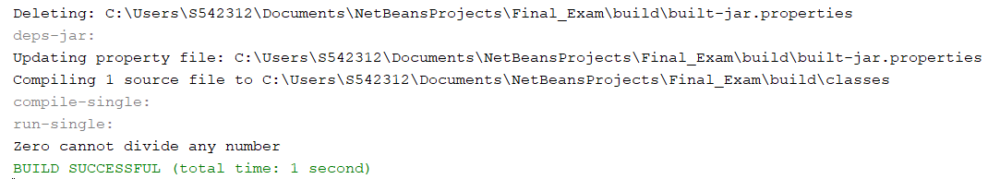 Deleting: C:\Users\S542312\Documents\NetBeansProjects\Final_Exam\build\built-jar.properties
deps-jar:
Updating property file: C:\Users\S542312\Documents\NetBeansProjects\Final_Exam\build\built-jar.properties
Compiling 1 source file to C:\Users\S542312\Documents\NetBeansProjects\Final_Exam\build\classes
compile-single:
run-single:
Zero cannot divide any number
BUILD SUCCESSFUL (total time: 1 second)